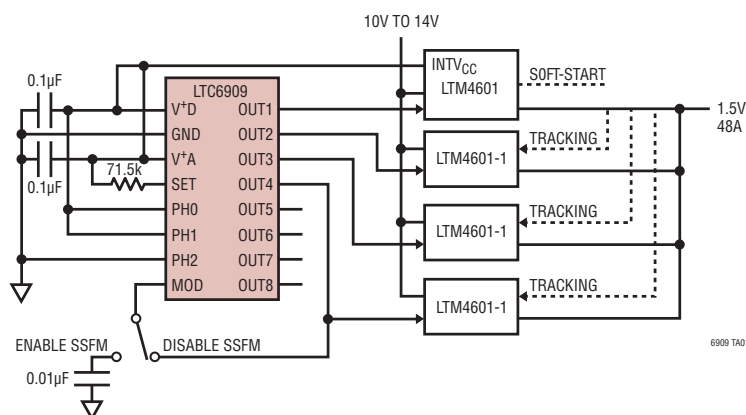 10V TO 14V
0.1µF
LTC6909
V+D
GND
V+A
SET
PH0
PH1
PH2
MOD
OUT1
OUT2
OUT3
OUT4
OUT5
OUT6
OUT7
OUT8
0.1µF
71.5k
INTVCC
LTM4601
SOFT-START
1.5V
48A
TRACKING
LTM4601-1
TRACKING
LTM4601-1
TRACKING
LTM4601-1
ENABLE SSFM
DISABLE SSFM
0.01µF
6909 TA0